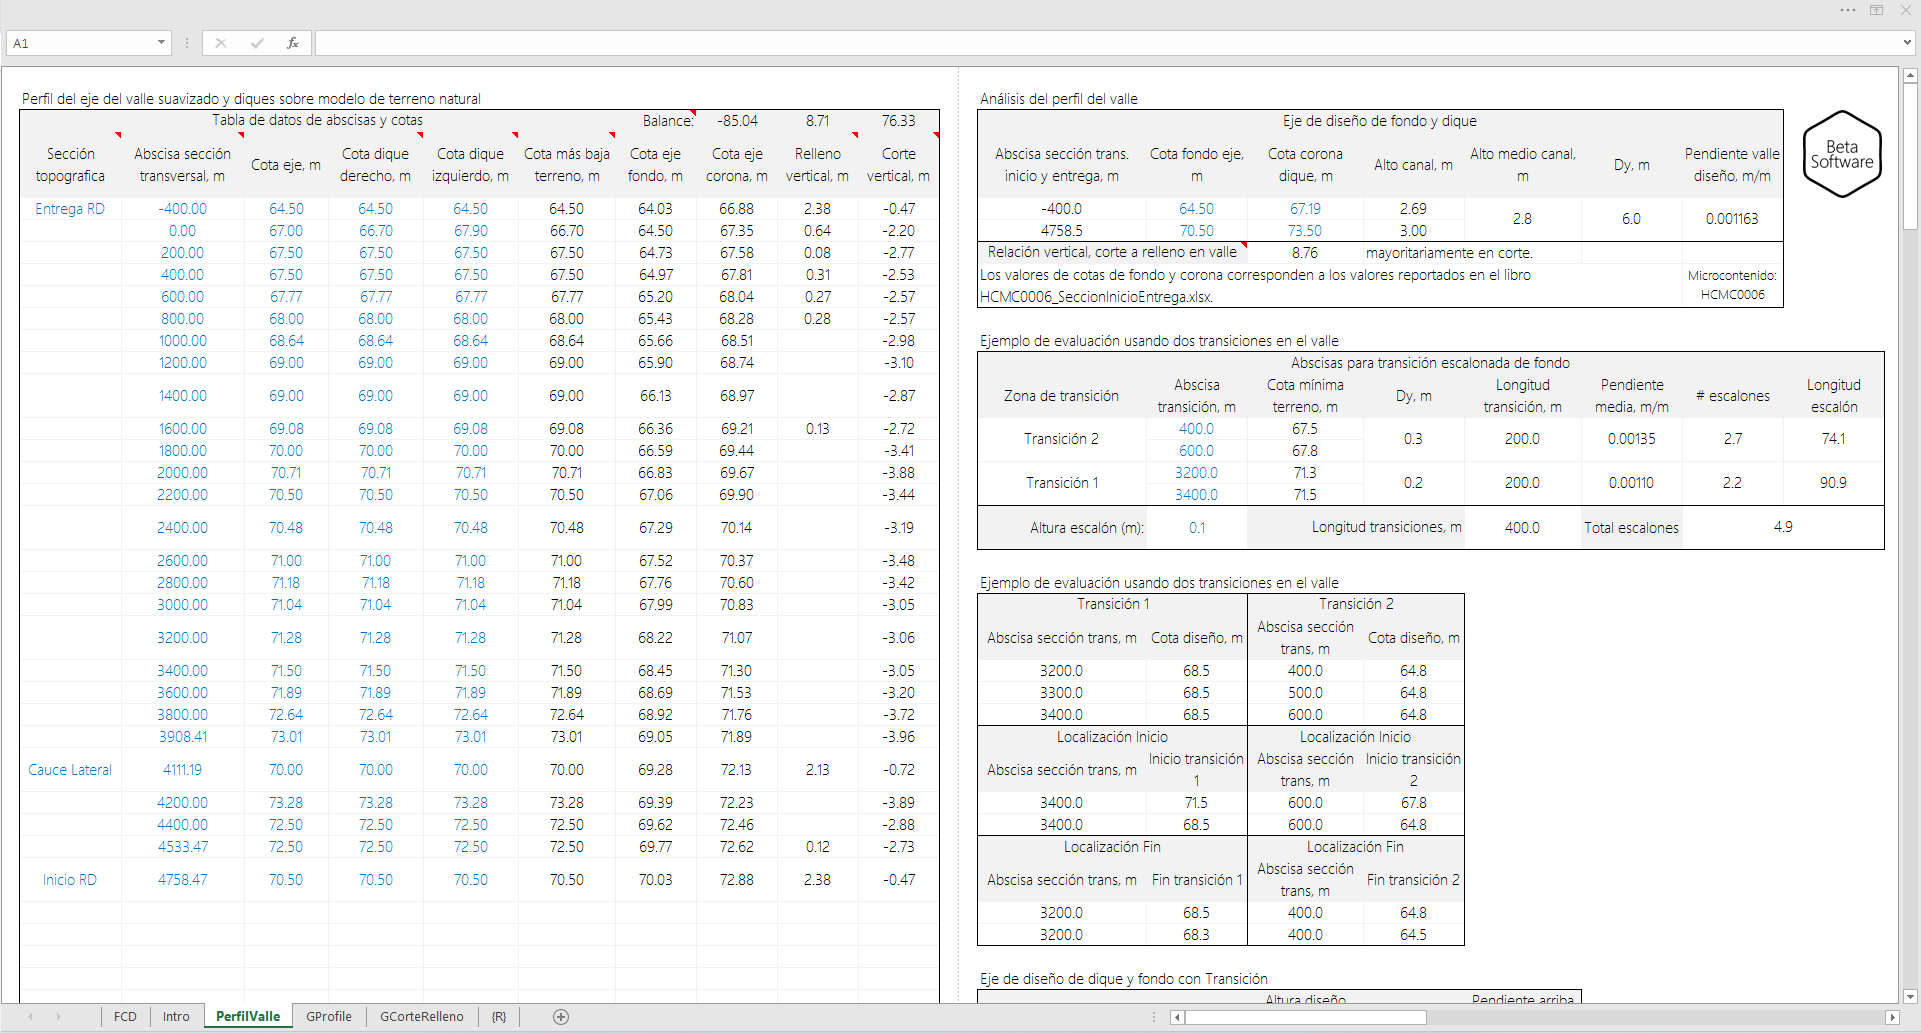 A1
fx
Perfil del eje del valle suavizado y diques sobre modelo de terreno natural
Tabla de datos de abscisas y cotas Balance: -85.04 8.71 76.33
Sección topografica Abscisa sección transversal, m Cota eje, m Cota dique derecho, m Cota dique izquierdo, m Cota más baja terreno, m Cota eje fondo, m Cota eje corona, m Relleno vertical, m Corte vertical, m
Entrega RD -400.00 64.50 64.50 64.50 64.50 64.03 66.88 2.38 -0.47
0.00 67.00 66.70 67.90 66.70 64.50 67.35 0.64 -2.20
200.00 67.50 67.50 67.50 67.50 64.73 67.58 0.08 -2.77
400.00 67.50 67.50 67.50 67.50 64.97 67.81 0.31 -2.53
600.00 67.77 67.77 67.77 67.77 65.20 68.04 0.27 -2.57
800.00 68.00 68.00 68.00 68.00 65.43 68.28 0.28 -2.57
1000.00 68.64 68.64 68.64 68.64 65.66 68.51 -2.98
1200.00 69.00 69.00 69.00 69.00 65.90 68.74 -3.10
1400.00 69.00 69.00 69.00 69.00 66.13 68.97 -2.87
1600.00 69.08 69.08 69.08 69.08 66.36 69.21 0.13 -2.72
1800.00 70.00 70.00 70.00 70.00 66.59 69.44 -3.41
2000.00 70.71 70.71 70.71 70.71 66.83 69.67 -3.88
2200.00 70.50 70.50 70.50 70.50 67.06 69.90 -3.44
2400.00 70.48 70.48 70.48 70.48 67.29 70.14 -3.19
2600.00 71.00 71.00 71.00 71.00 67.52 70.37 -3.48
2800.00 71.18 71.18 71.18 71.18 67.76 70.60 -3.42
3000.00 71.04 71.04 71.04 71.04 67.99 70.83 -3.05
3200.00 71.28 71.28 71.28 71.28 68.22 71.07 -3.06
3400.00 71.50 71.50 71.50 71.50 68.45 71.30 -3.05
3600.00 71.89 71.89 71.89 71.89 68.69 71.53 -3.20
3800.00 72.64 72.64 72.64 72.64 68.92 71.76 -3.72
3908.41 73.01 73.01 73.01 73.01 69.05 71.89 -3.96
Cauce Lateral 4111.19 70.00 70.00 70.00 70.00 69.28 72.13 2.13 -0.72
4200.00 73.28 73.28 73.28 73.28 69.39 72.23 -3.89
4400.00 72.50 72.50 72.50 72.50 69.62 72.46 -2.88
4533.47 72.50 72.50 72.50 72.50 69.77 72.62 0.12 -2.73
Inicio RD 4758.47 70.50 70.50 70.50 70.50 70.03 72.88 2.38 -0.47
Análisis del perfil del valle
Eje de diseño de fondo y dique
Abscisa sección trans. inicio y entrega, m Cota fondo eje, m Cota corona dique, m Alto canal, m Alto medio canal, m Dy, m Pendiente valle diseño, m/m
-400.0 64.50 67.19 2.69 2.8 6.0 0.001163
4758.5 70.50 73.50 3.00
Relación vertical, corte a relleno en valle 8.76 mayoritariamente en corte.
Los valores de cotas de fondo y corona corresponden a los valores reportados en el libro
HCMC0006_SeccionInicioEntrega.xlsx.
Microcontenido:
HCMC0006
Beta
Software
Ejemplo de evaluación usando dos transiciones en el valle
Abscisas para transición escalonada de fondo
Zona de transición Abscisa transición, m Cota mínima terreno, m Dy, m Longitud transición, m Pendiente media, m/m # escalones Longitud escalón
Transición 2 400.0 67.5 0.3 200.0 0.00135 2.7 74.1
600.0 67.8
Transición 1 3200.0 71.3 0.2 200.0 0.00110 2.2 90.9
3400.0 71.5
Altura escalón (m): 0.1 Longitud transiciones, m 400.0 Total escalones 4.9
Ejemplo de evaluación usando dos transiciones en el valle
Transición 1 Transición 2
Abscisa sección trans, m Cota diseño, m Abscisa sección trans, m Cota diseño, m
3200.0 68.5 400.0 64.8
3300.0 68.5 500.0 64.8
3400.0 68.5 600.0 64.8
Localización Inicio Localización Inicio
Abscisa sección trans, m Inicio transición 1 Abscisa sección trans, m Inicio transición 2
3400.0 71.5 600.0 67.8
3400.0 68.5 600.0 64.8
Localización Fin Localización Fin
Abscisa sección trans, m Fin transición 1 Abscisa sección trans, m Fin transición 2
3200.0 68.5 400.0 64.8
3200.0 68.3 400.0 64.5
Eje de diseño de dique y fondo con Transición
Altura diseño Pendiente arriba
FCD Intro PerfilValle GProfile GCorteRelleno {R}